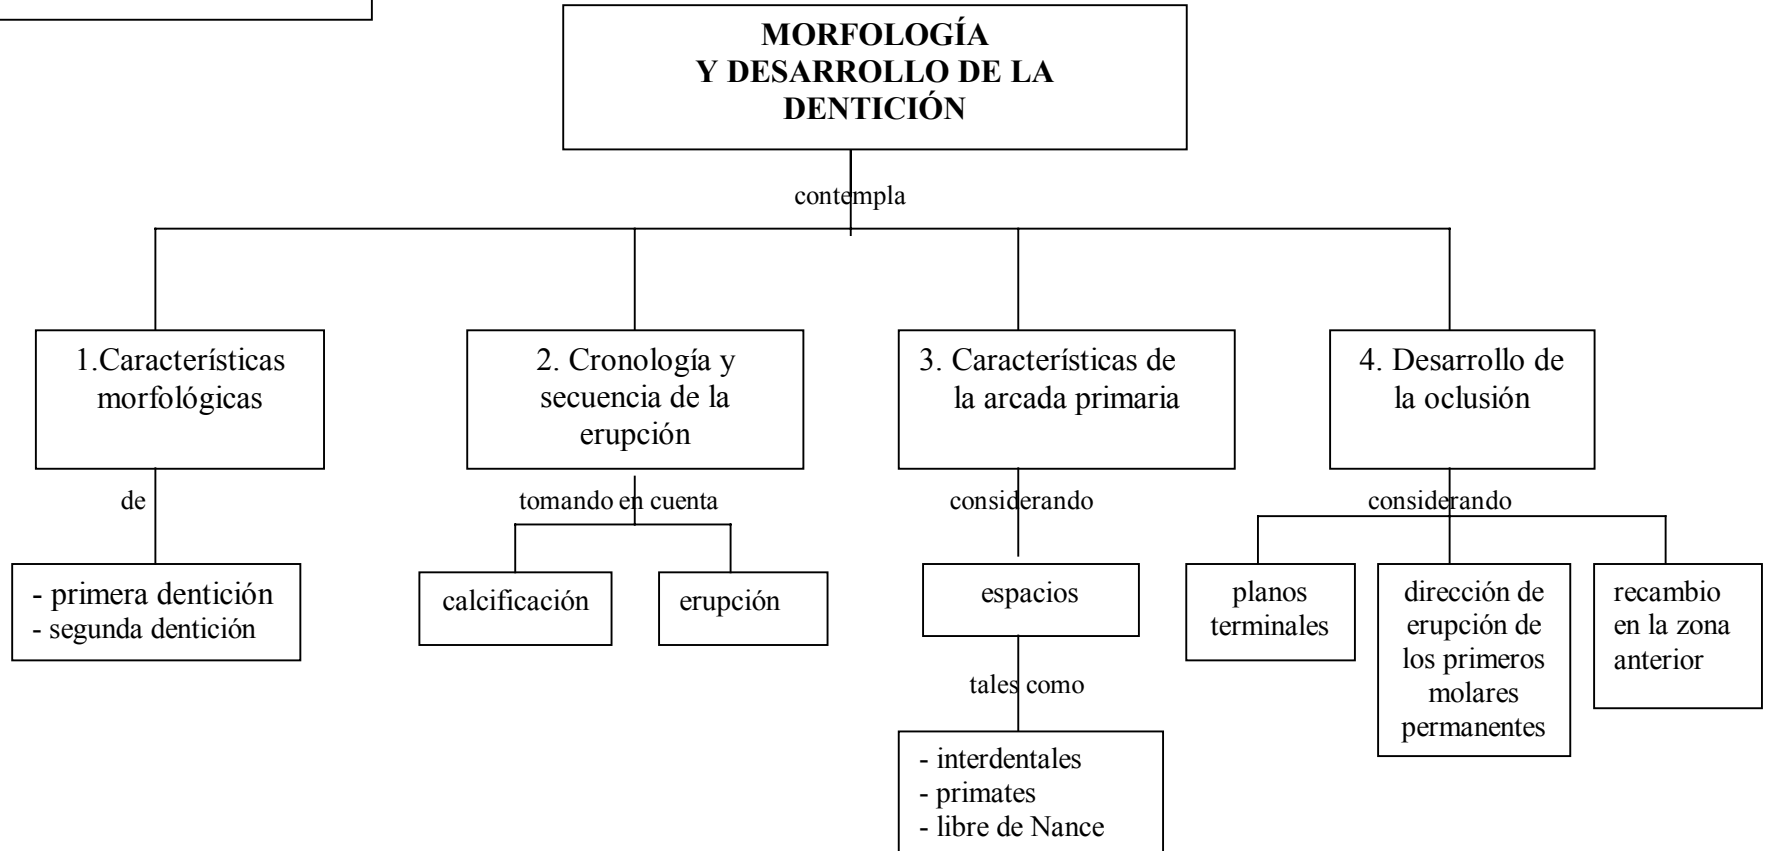 MORFOLOGÍA
Y DESARROLLO DE LA
DENTICIÓN
contempla
1.Características
morfológicas
2. Cronología y
secuencia de la
erupción
3. Características de
la arcada primaria
4. Desarrollo de
la oclusión
de
tomando en cuenta
considerando
considerando
- primera dentición
- segunda dentición
calcificación
erupción
espacios
planos
terminales
dirección de
erupción de
los primeros
molares
permanentes
recambio
en la zona
anterior
tales como
- interdentales
- primates
- libre de Nance